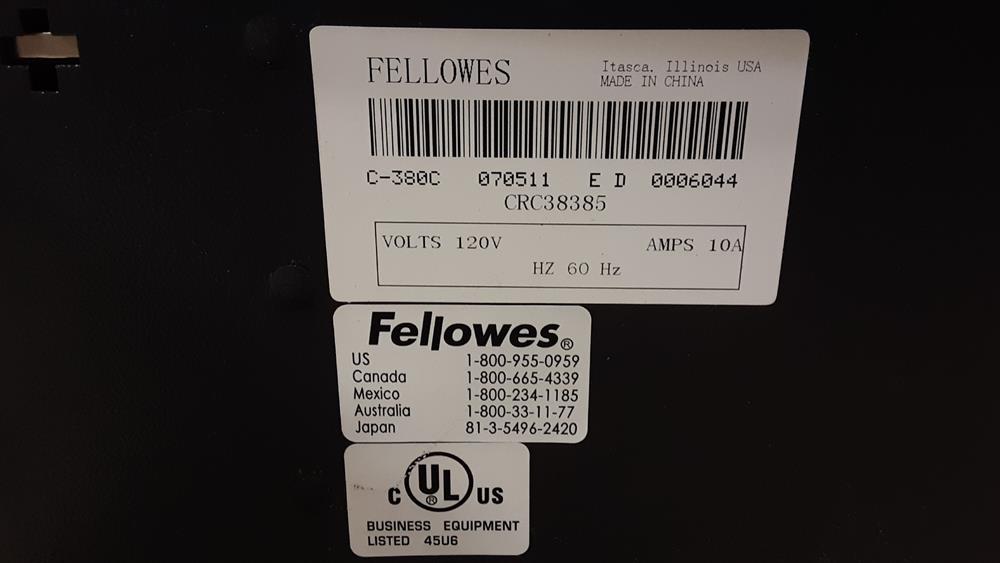 FELLOWES
Itasca, Illinois USA
MADE IN CHINA
C-380C 070511 E D 0006044
CRC38385
VOLTS 120V AMPS 10A
HZ 60 Hz
Fellowes®
US 1-800-955-0959
Canada 1-800-665-4339
Mexico 1-800-234-1185
Australia 1-800-33-11-77
Japan 81-3-5496-2420
C UL® US
BUSINESS EQUIPMENT
LISTED 45U6